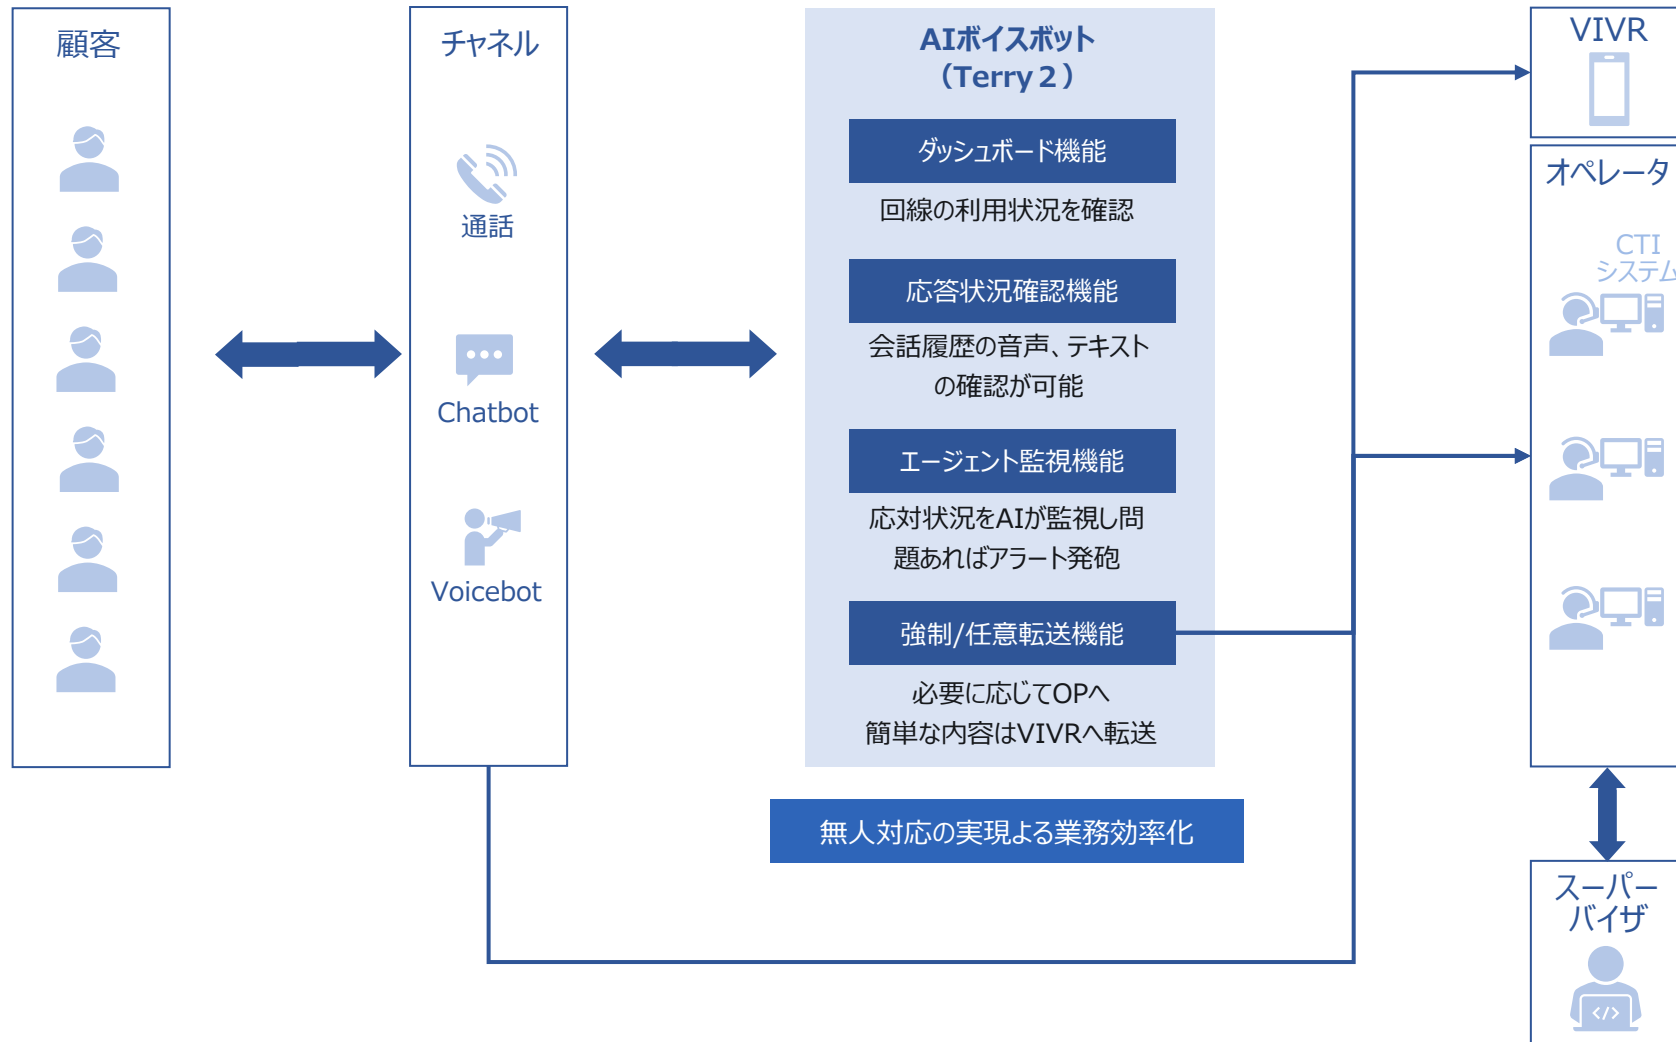 顧客
チャネル
通話
Chatbot
Voicebot
AIボイスボット
（Terry２）
ダッシュボード機能
回線の利用状況を確認
応答状況確認機能
会話履歴の音声、テキスト
の確認が可能
エージェント監視機能
応対状況をAIが監視し問
題あればアラート発砲
強制/任意転送機能
必要に応じてOPへ
簡単な内容はVIVRへ転送
無人対応の実現よる業務効率化
VIVR
オペレータ
CTI
システム
スーパー
バイザ